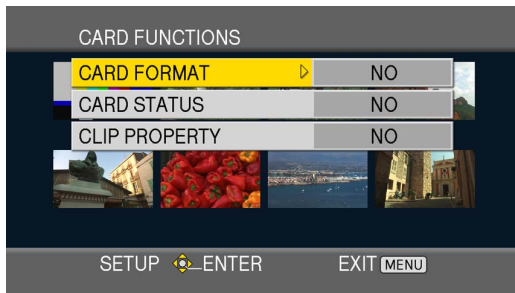 CARD FUNCTIONS
CARD FORMAT NO
CARD STATUS NO
CLIP PROPERTY NO
SETUP ENTER EXIT MENU